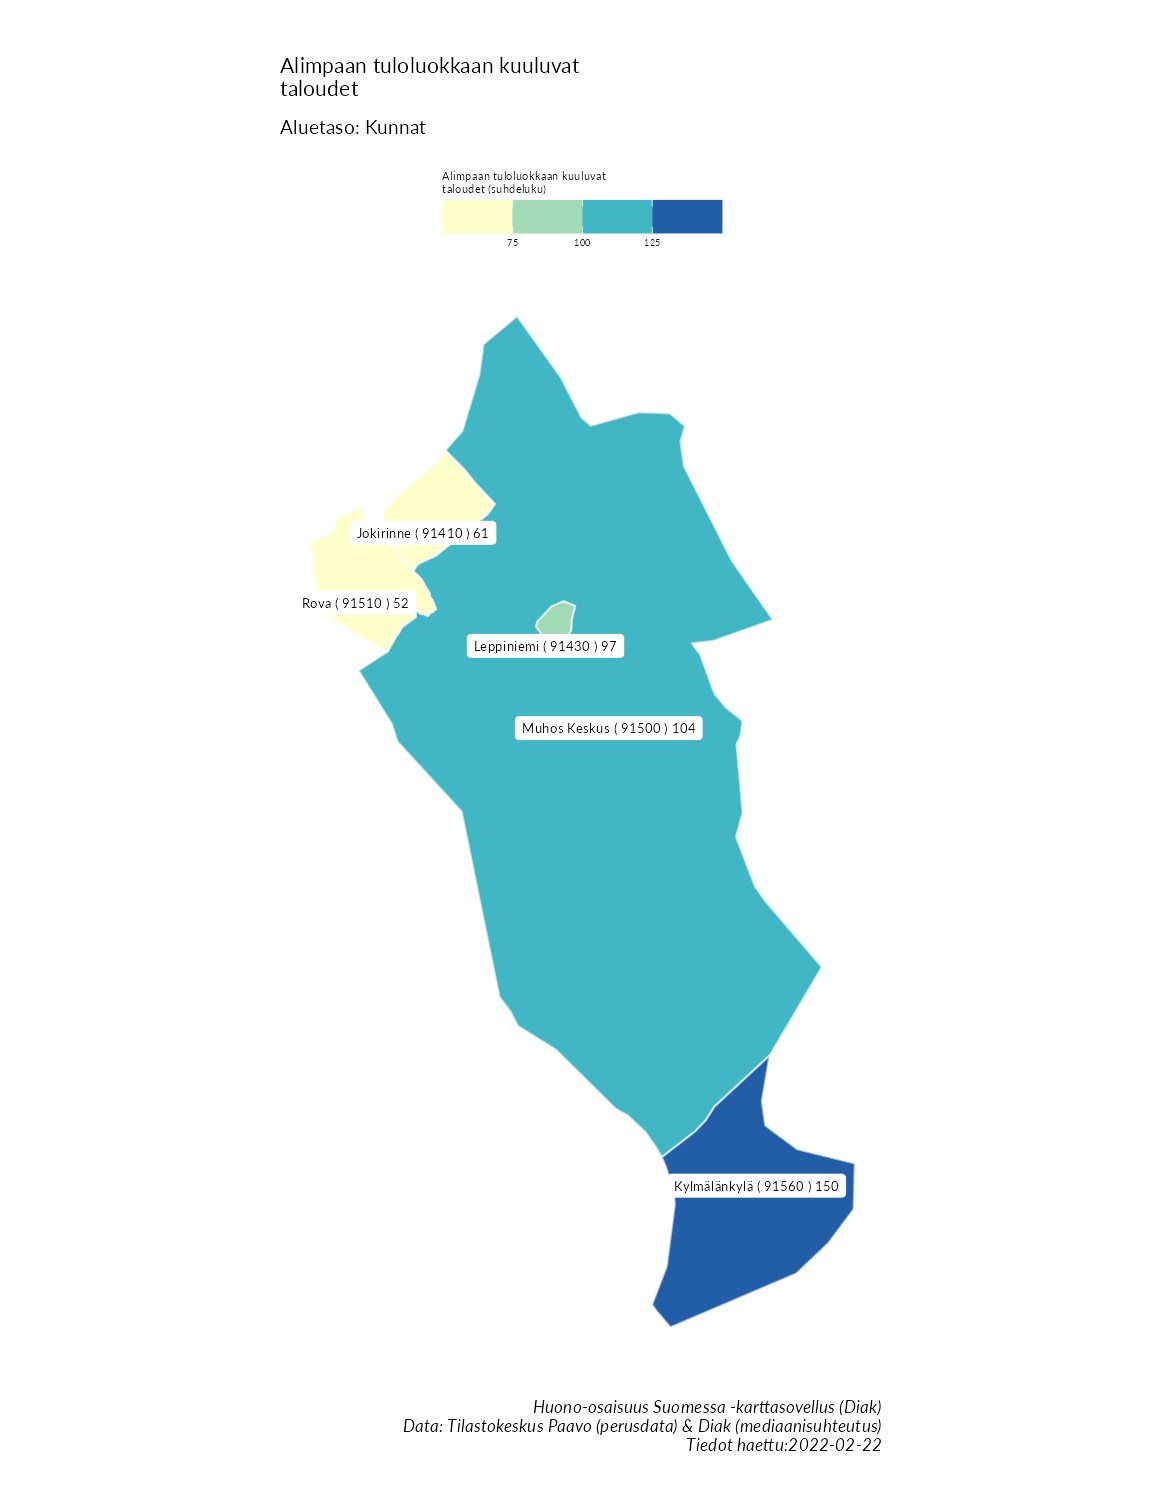 Alimpaan tuloluokkaan kuuluvat
taloudet
Aluetaso: Kunnat
Alimpaan tuloluokkaan kuuluvat
taloudet (suhdeluku)
75 100 125
Jokirinne ( 91410 ) 61
Rova ( 91510 ) 52
Leppiniemi ( 91430 ) 97
Muhos Keskus ( 91500 ) 104
Kylmälänkylä ( 91560 ) 150
Huono-osaisuus Suomessa -karttasovellus (Diak)
Data: Tilastokeskus Paavo (perusdata) & Diak (mediaanisuhteutus)
Tiedot haettu:2022-02-22